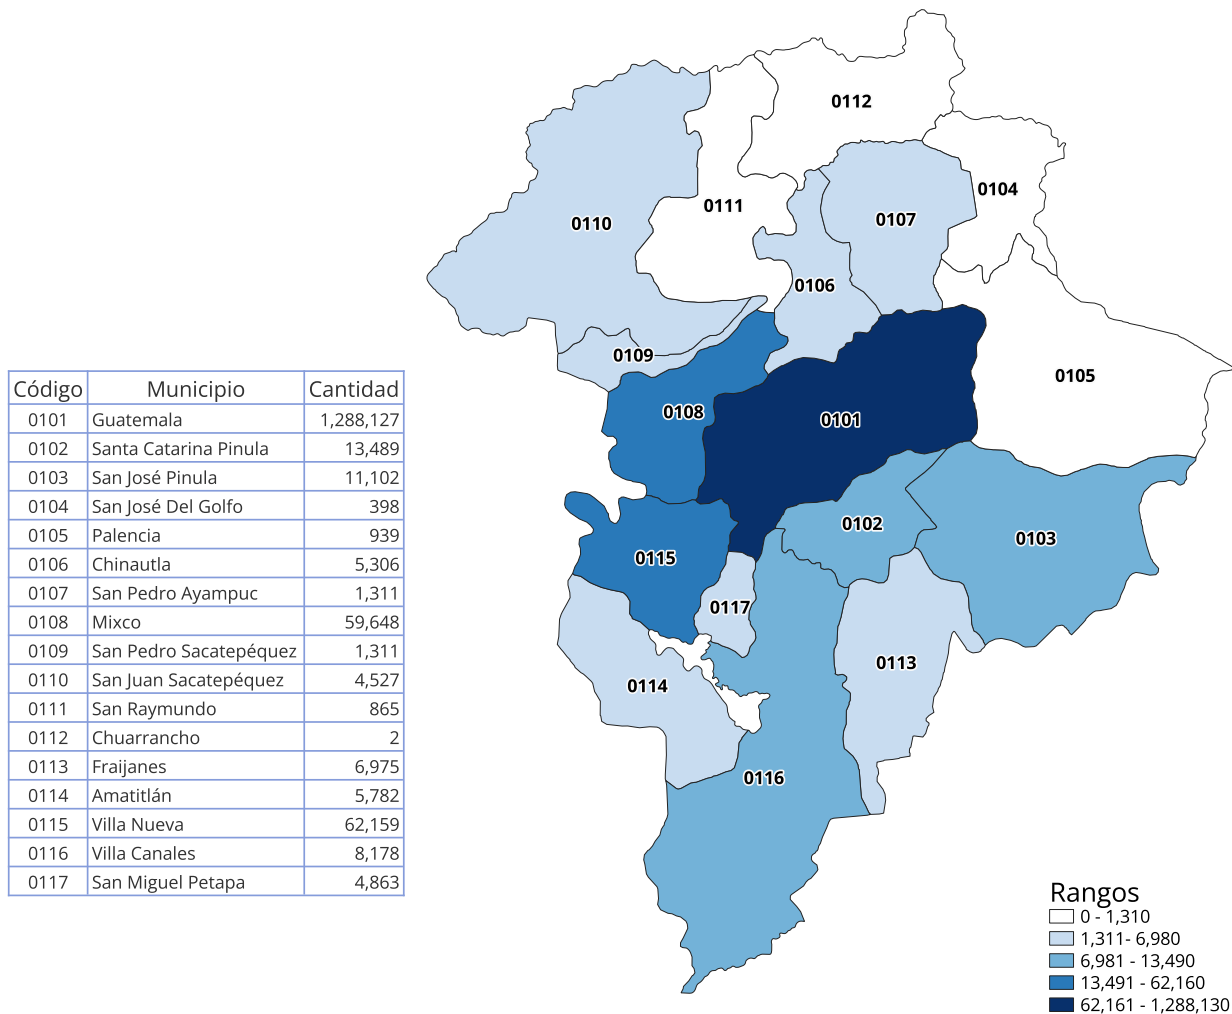 0112
0104
0111
0110
0107
0106
0109
0105
0108
0101
0102
0103
0115
0117
0113
0114
0116
Código Municipio Cantidad
0101 Guatemala 1,288,127
0102 Santa Catarina Pinula 13,489
0103 San José Pinula 11,102
0104 San José Del Golfo 398
0105 Palencia 939
0106 Chinautla 5,306
0107 San Pedro Ayampuc 1,311
0108 Mixco 59,648
0109 San Pedro Sacatepéquez 1,311
0110 San Juan Sacatepéquez 4,527
0111 San Raymundo 865
0112 Chuarrancho 2
0113 Fraijanes 6,975
0114 Amatitlán 5,782
0115 Villa Nueva 62,159
0116 Villa Canales 8,178
0117 San Miguel Petapa 4,863
Rangos
0 - 1,310
1,311- 6,980
6,981 - 13,490
13,491 - 62,160
62,161 - 1,288,130